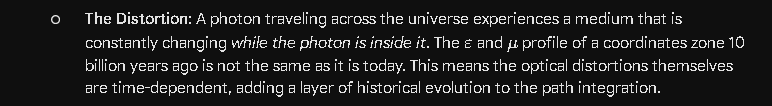 The Distortion: A photon traveling across the universe experiences a medium that is
constantly changing while the photon is inside it. The ε and μ profile of a coordinates zone 10
billion years ago is not the same as it is today. This means the optical distortions themselves
are time-dependent, adding a layer of historical evolution to the path integration.